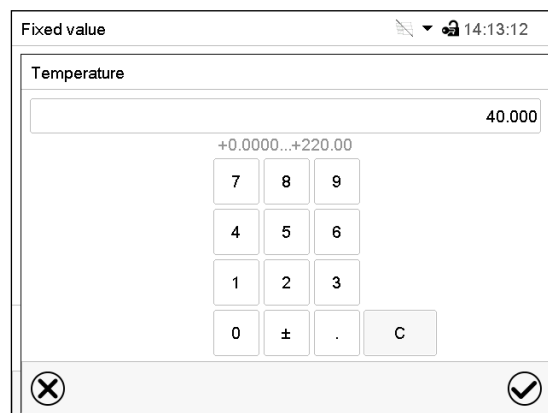 Fixed value 14:13:12
Temperature
40.000
+0.0000...+220.00
7 8 9
4 5 6
1 2 3
0 ± . C